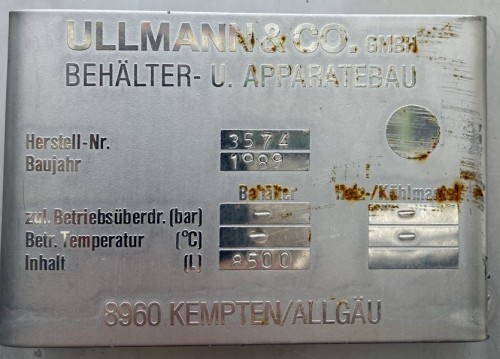 ULLMANN & CO. GMBH
BEHÄLTER- U. APPARATEBAU
Herstell-Nr. 3574
Baujahr 1989
Behälter Heiz-/Kühlmantel
zul. Betriebsüberdr. (bar) - -
Betr. Temperatur (°C) - -
Inhalt (L) 8500
8960 KEMPTEN/ALLGÄU